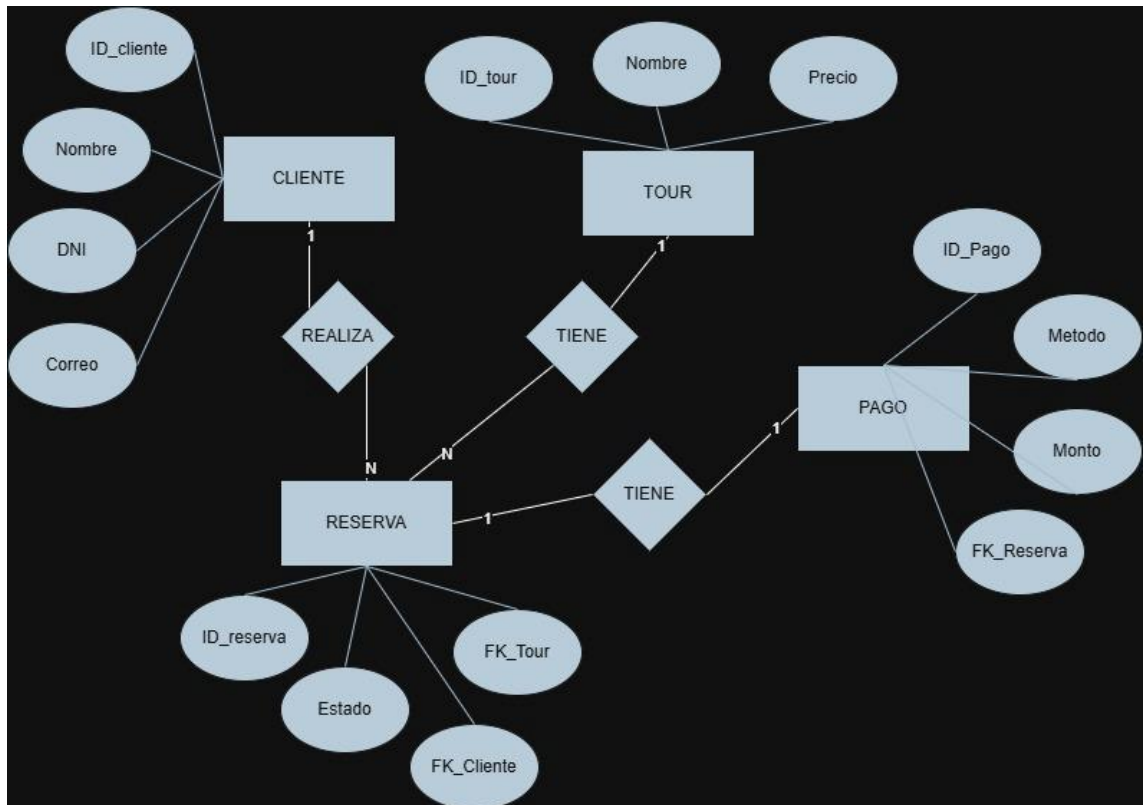 ID_cliente
Nombre
DNI
Correo
CLIENTE
ID_tour
Nombre
Precio
TOUR
1
REALIZA
N
1
TIENE
N
ID_Pago
Metodo
Monto
FK_Reserva
PAGO
1
TIENE
1
RESERVA
ID_reserva
Estado
FK_Cliente
FK_Tour